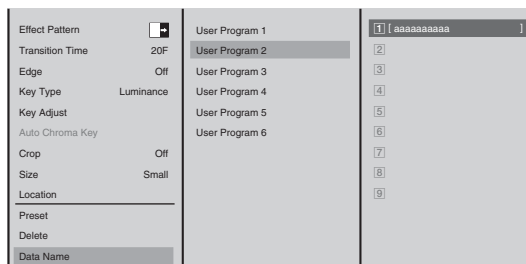 Effect Pattern
Transition Time 20F
Edge Off
Key Type Luminance
Key Adjust
Auto Chroma Key
Crop Off
Size Small
Location
Preset
Delete
Data Name
User Program 1
User Program 2
User Program 3
User Program 4
User Program 5
User Program 6
1 [ aaaaaaaaaa ]
2
3
4
5
6
7
8
9